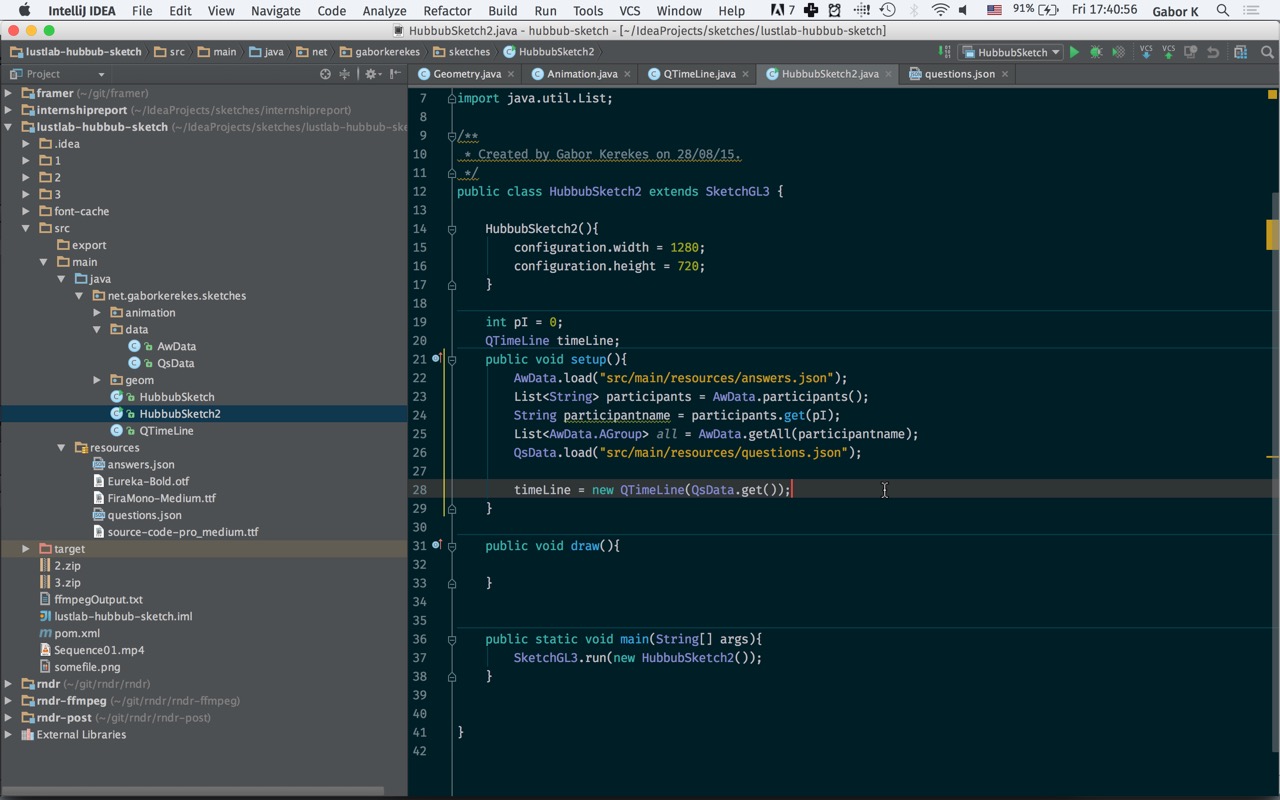 IntelliJ IDEA File Edit View Navigate Code Analyze Refactor Build Run Tools VCS Window Help 7 91% Fri 17:40:56 Gabor K
HubbubSketch2.java - hubbub-sketch - [~/IdeaProjects/sketches/lustlab-hubbub-sketch]
lustlab-hubbub-sketch src main java net gaborkerekes sketches HubbubSketch2 HubbubSketch VCS VCS
Project
Geometry.java Animation.java QTimeLine.java HubbubSketch2.java questions.json
framer (~/git/framer)
internshipreport (~/IdeaProjects/sketches/internshipreport)
lustlab-hubbub-sketch (~/IdeaProjects/sketches/lustlab-hubbub-ske
.idea
1
2
3
font-cache
src
export
main
java
net.gaborkerekes.sketches
animation
data
AwData
QsData
geom
HubbubSketch
HubbubSketch2
QTimeLine
resources
answers.json
Eureka-Bold.otf
FiraMono-Medium.ttf
questions.json
source-code-pro_medium.ttf
target
2.zip
3.zip
ffmpegOutput.txt
lustlab-hubbub-sketch.iml
pom.xml
Sequence01.mp4
somefile.png
rndr (~/git/rndr/rndr)
rndr-ffmpeg (~/git/rndr/rndr-ffmpeg)
rndr-post (~/git/rndr/rndr-post)
External Libraries
7 import java.util.List;
8
9 /**
10 * Created by Gabor Kerekes on 28/08/15.
11 */
12 public class HubbubSketch2 extends SketchGL3 {
13
14 HubbubSketch2(){
15 configuration.width = 1280;
16 configuration.height = 720;
17 }
18
19 int pI = 0;
20 QTimeLine timeLine;
21 public void setup(){
22 AwData.load("src/main/resources/answers.json");
23 List<String> participants = AwData.participants();
24 String participantname = participants.get(pI);
25 List<AwData.AGroup> all = AwData.getAll(participantname);
26 QsData.load("src/main/resources/questions.json");
27
28 timeLine = new QTimeLine(QsData.get());
29 }
30
31 public void draw(){
32
33 }
34
35
36 public static void main(String[] args){
37 SketchGL3.run(new HubbubSketch2());
38 }
39
40
41 }
42